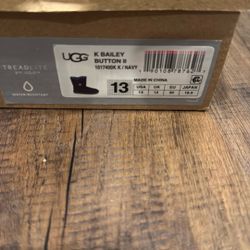 TREADLITE
BY UGG™
WATER-RESISTANT
UGG
K BAILEY
BUTTON II
1017400K K / NAVY
MADE IN CHINA
13
USA
UK
EU
JAPAN
13